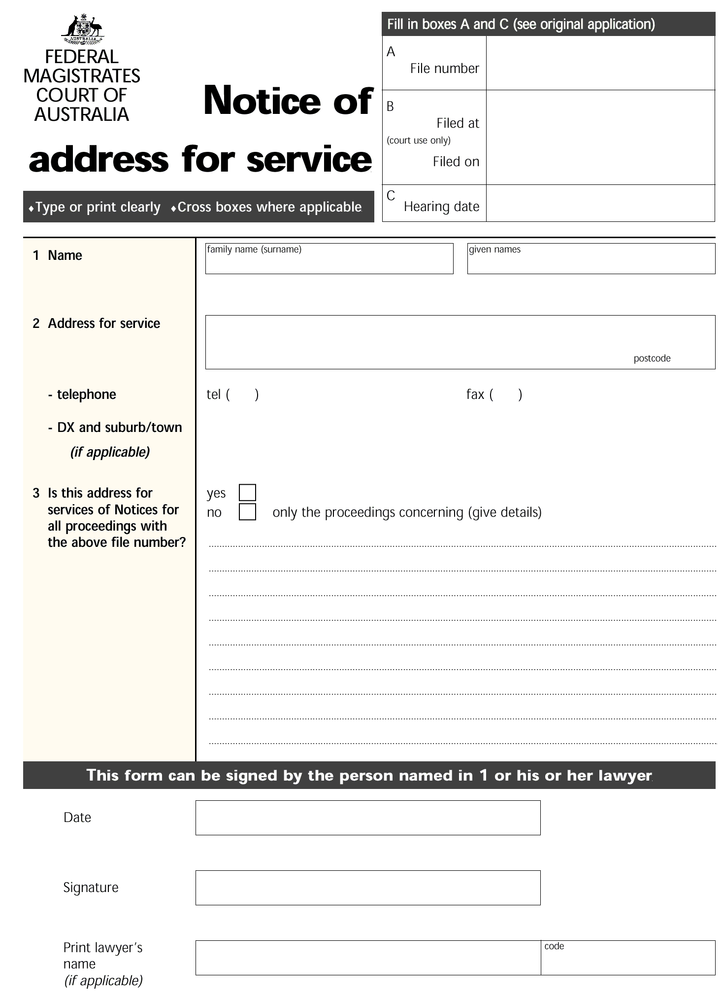 AUSTRALIA
FEDERAL
MAGISTRATES
COURT OF
AUSTRALIA
Notice of
address for service
♦Type or print clearly ♦Cross boxes where applicable
Fill in boxes A and C (see original application)
A
File number
B
Filed at
(court use only)
Filed on
C
Hearing date
1 Name
family name (surname)
given names
2 Address for service
postcode
- telephone
tel ( )
fax ( )
- DX and suburb/town
(if applicable)
3 Is this address for
services of Notices for
all proceedings with
the above file number?
yes
no only the proceedings concerning (give details)
This form can be signed by the person named in 1 or his or her lawyer
Date
Signature
Print lawyer's
name
(if applicable)
code